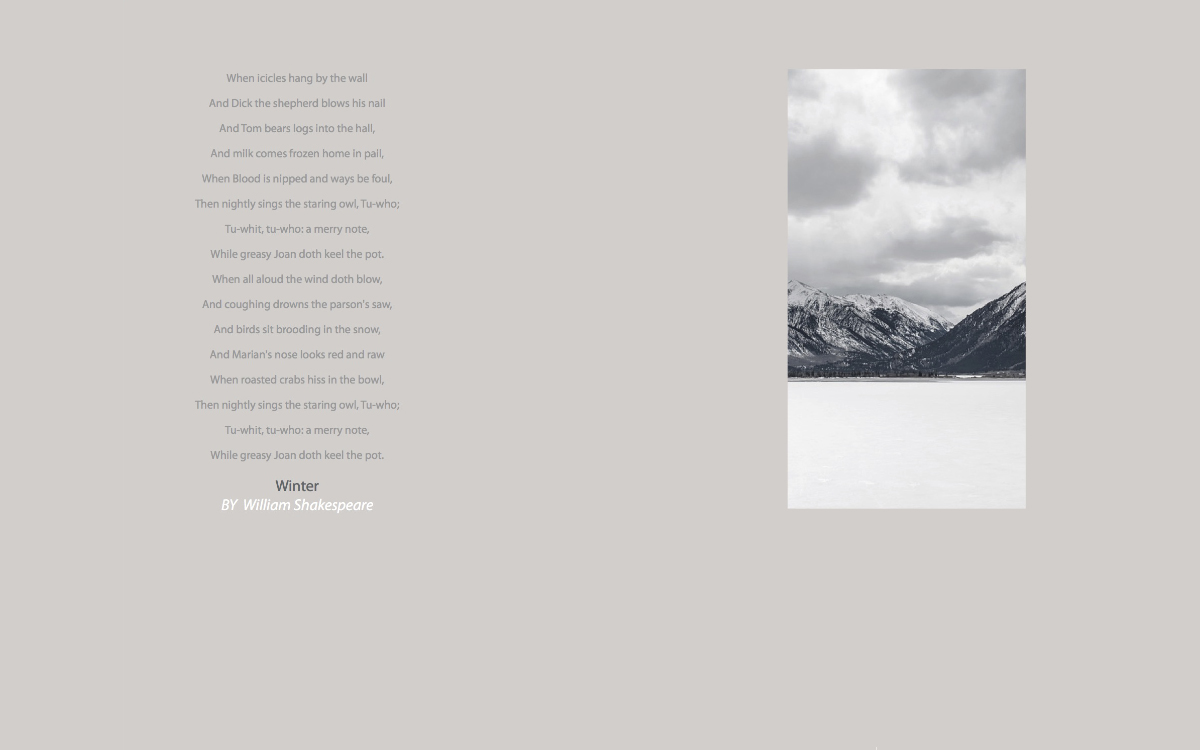 When icicles hang by the wall
And Dick the shepherd blows his nail
And Tom bears logs into the hall,
And milk comes frozen home in pail,
When Blood is nipped and ways be foul,
Then nightly sings the staring owl, Tu-who;
Tu-whit, tu-who: a merry note,
While greasy Joan doth keel the pot.
When all aloud the wind doth blow,
And coughing drowns the parson's saw,
And birds sit brooding in the snow,
And Marian's nose looks red and raw
When roasted crabs hiss in the bowl,
Then nightly sings the staring owl, Tu-who;
Tu-whit, tu-who: a merry note,
While greasy Joan doth keel the pot.
Winter
BY William Shakespeare